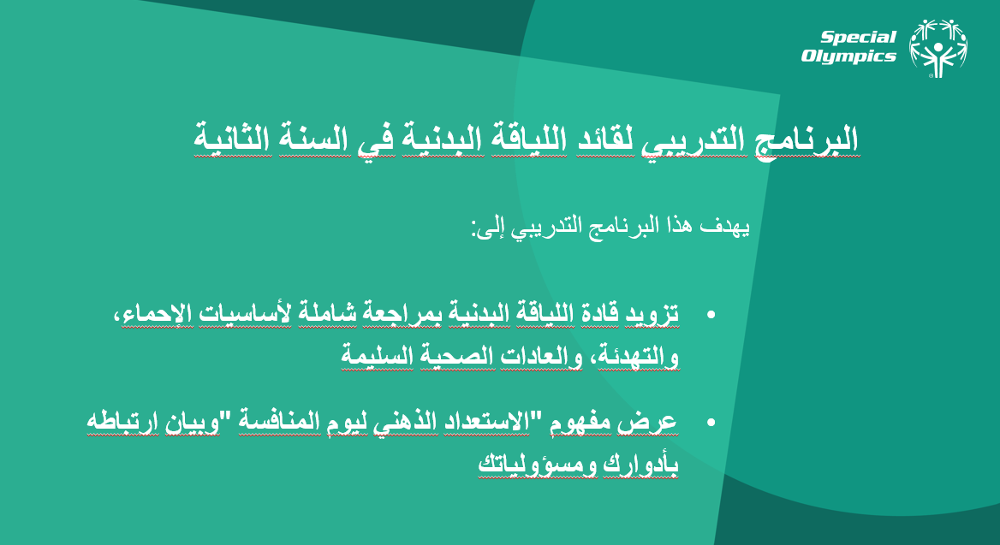 Special
Olympics
البرنامج التدريبي لقائد اللياقة البدنية في السنة الثانية
يهدف هذا البرنامج التدريبي إلى:
• تزويد قادة اللياقة البدنية بمراجعة شاملة لأساسيات الإحماء،
والتهدئة، والعادات الصحية السليمة
• عرض مفهوم "الاستعداد الذهني ليوم المنافسة "وبيان ارتباطه
بأدوارك ومسؤولياتك